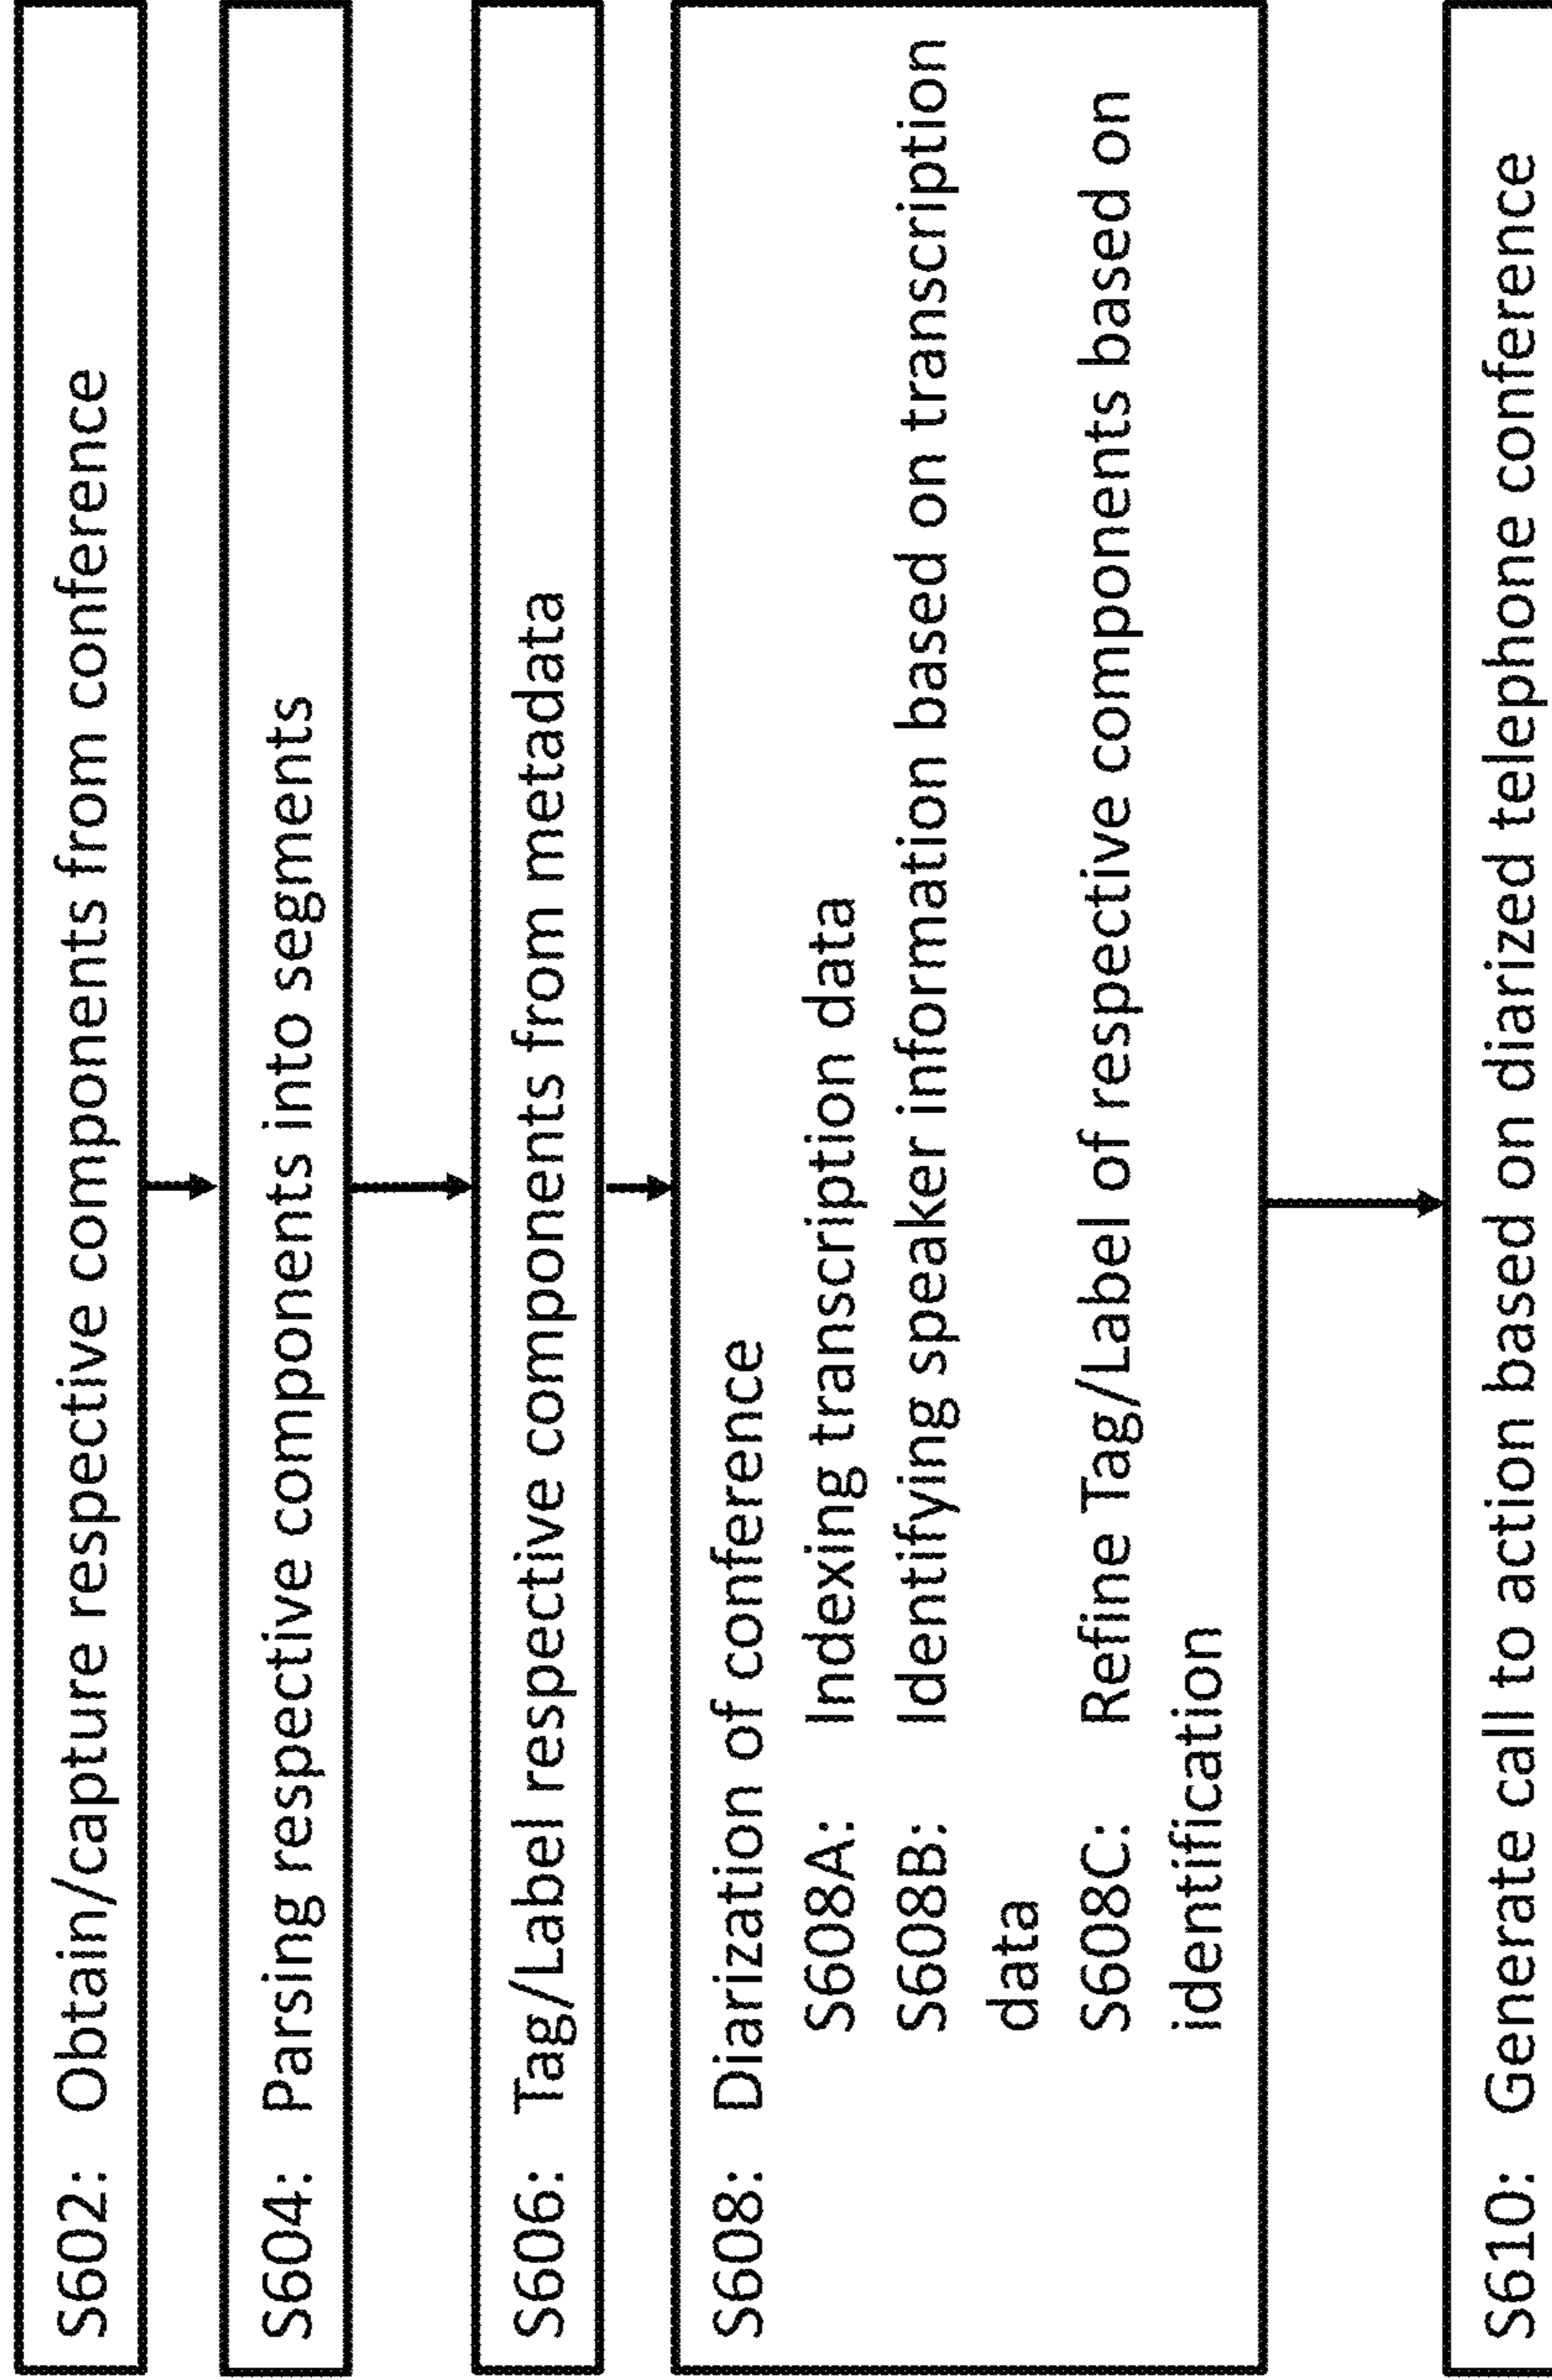 S602: Obtain/capture respective components from conference
S604: Parsing respective components into segments
S606: Tag/Label respective components from metadata
S608: Diarization of conference
S608A: Indexing transcription data
S608B: Identifying speaker information based on transcription
data
S608C: Refine Tag/Label of respective components based on
identification
S610: Generate call to action based on diarized telephone conference